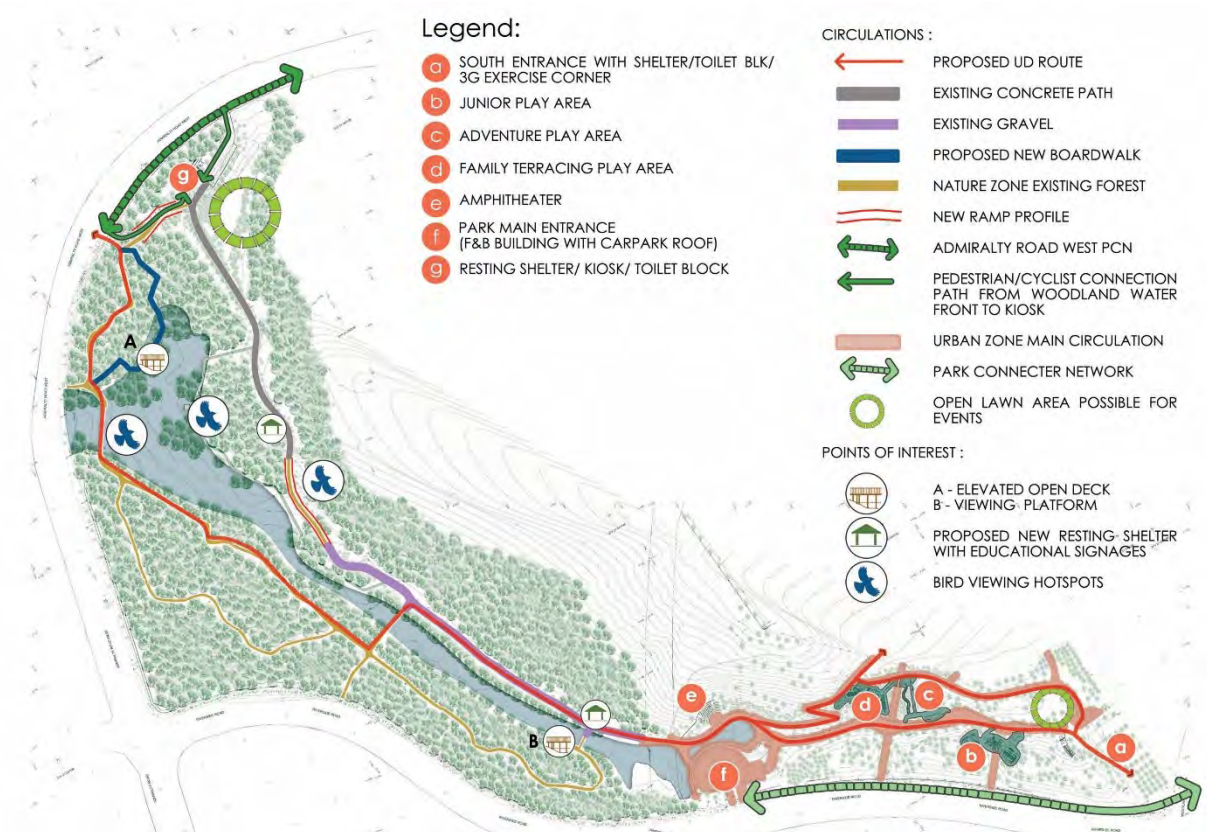 Legend:
a SOUTH ENTRANCE WITH SHELTER/TOILET BLK/
3G EXERCISE CORNER
b JUNIOR PLAY AREA
c ADVENTURE PLAY AREA
d FAMILY TERRACING PLAY AREA
e AMPHITHEATER
f PARK MAIN ENTRANCE
(F&B BUILDING WITH CARPARK ROOF)
g RESTING SHELTER/ KIOSK/ TOILET BLOCK
CIRCULATIONS :
PROPOSED UD ROUTE
EXISTING CONCRETE PATH
EXISTING GRAVEL
PROPOSED NEW BOARDWALK
NATURE ZONE EXISTING FOREST
NEW RAMP PROFILE
ADMIRALTY ROAD WEST PCN
PEDESTRIAN/CYCLIST CONNECTION
PATH FROM WOODLAND WATER
FRONT TO KIOSK
URBAN ZONE MAIN CIRCULATION
PARK CONNECTER NETWORK
OPEN LAWN AREA POSSIBLE FOR
EVENTS
POINTS OF INTEREST :
A - ELEVATED OPEN DECK
B - VIEWING PLATFORM
PROPOSED NEW RESTING SHELTER
WITH EDUCATIONAL SIGNAGES
BIRD VIEWING HOTSPOTS
g
A
B
e
f
d
c
b
a